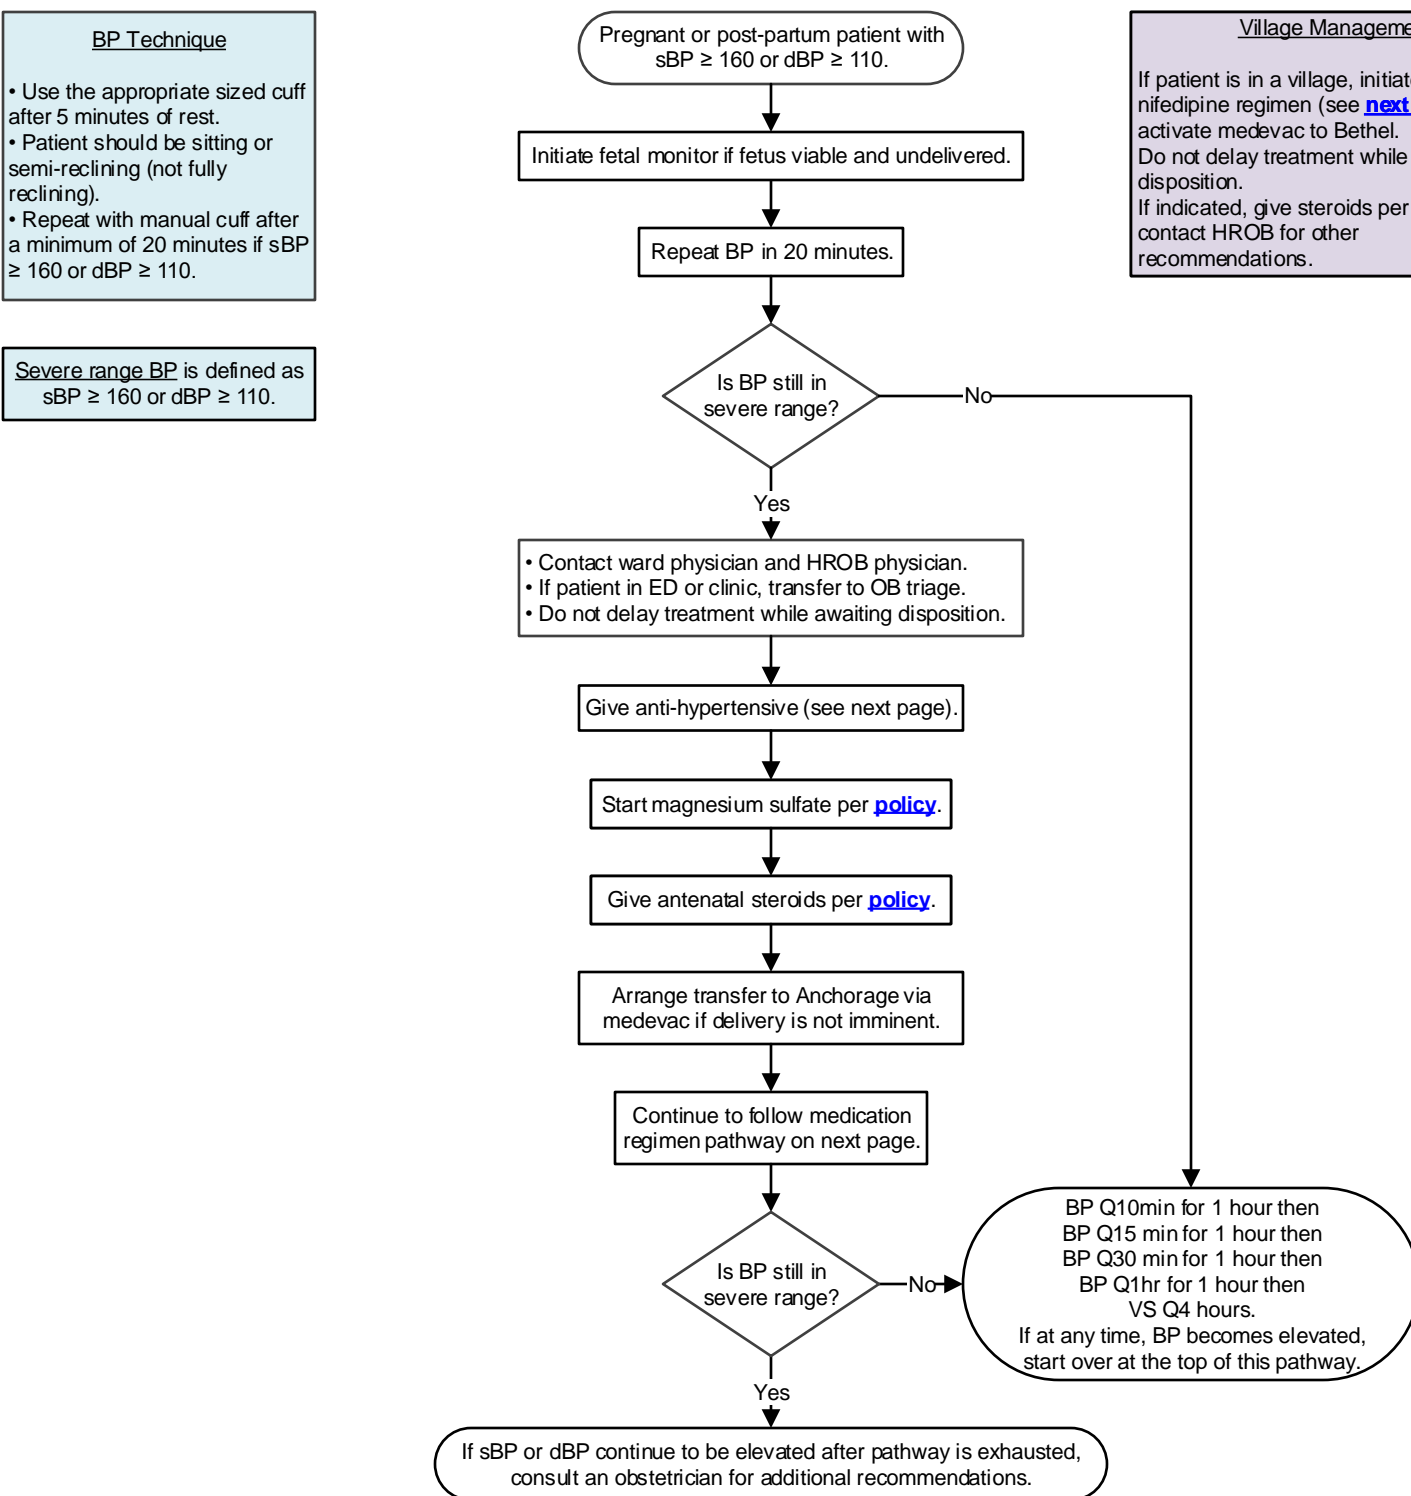 BP Technique
• Use the appropriate sized cuff
after 5 minutes of rest.
• Patient should be sitting or
semi-reclining (not fully
reclining).
• Repeat with manual cuff after
a minimum of 20 minutes if sBP
≥ 160 or dBP ≥ 110.
Severe range BP is defined as
sBP ≥ 160 or dBP ≥ 110.
Pregnant or post-partum patient with
sBP ≥ 160 or dBP ≥ 110.
Initiate fetal monitor if fetus viable and undelivered.
Repeat BP in 20 minutes.
Is BP still in
severe range?
No
Yes
• Contact ward physician and HROB physician.
• If patient in ED or clinic, transfer to OB triage.
• Do not delay treatment while awaiting disposition.
Give anti-hypertensive (see next page).
Start magnesium sulfate per policy.
Give antenatal steroids per policy.
Arrange transfer to Anchorage via
medevac if delivery is not imminent.
Continue to follow medication
regimen pathway on next page.
Is BP still in
severe range?
No
Yes
If sBP or dBP continue to be elevated after pathway is exhausted,
consult an obstetrician for additional recommendations.
BP Q10min for 1 hour then
BP Q15 min for 1 hour then
BP Q30 min for 1 hour then
BP Q1hr for 1 hour then
VS Q4 hours.
If at any time, BP becomes elevated,
start over at the top of this pathway.
Village
If patient is in a village,
nifedipine regimen (see next
activate medevac to Bethel.
Do not delay treatment while
disposition.
If indicated, give steroids per
contact HROB for other
recommendations.